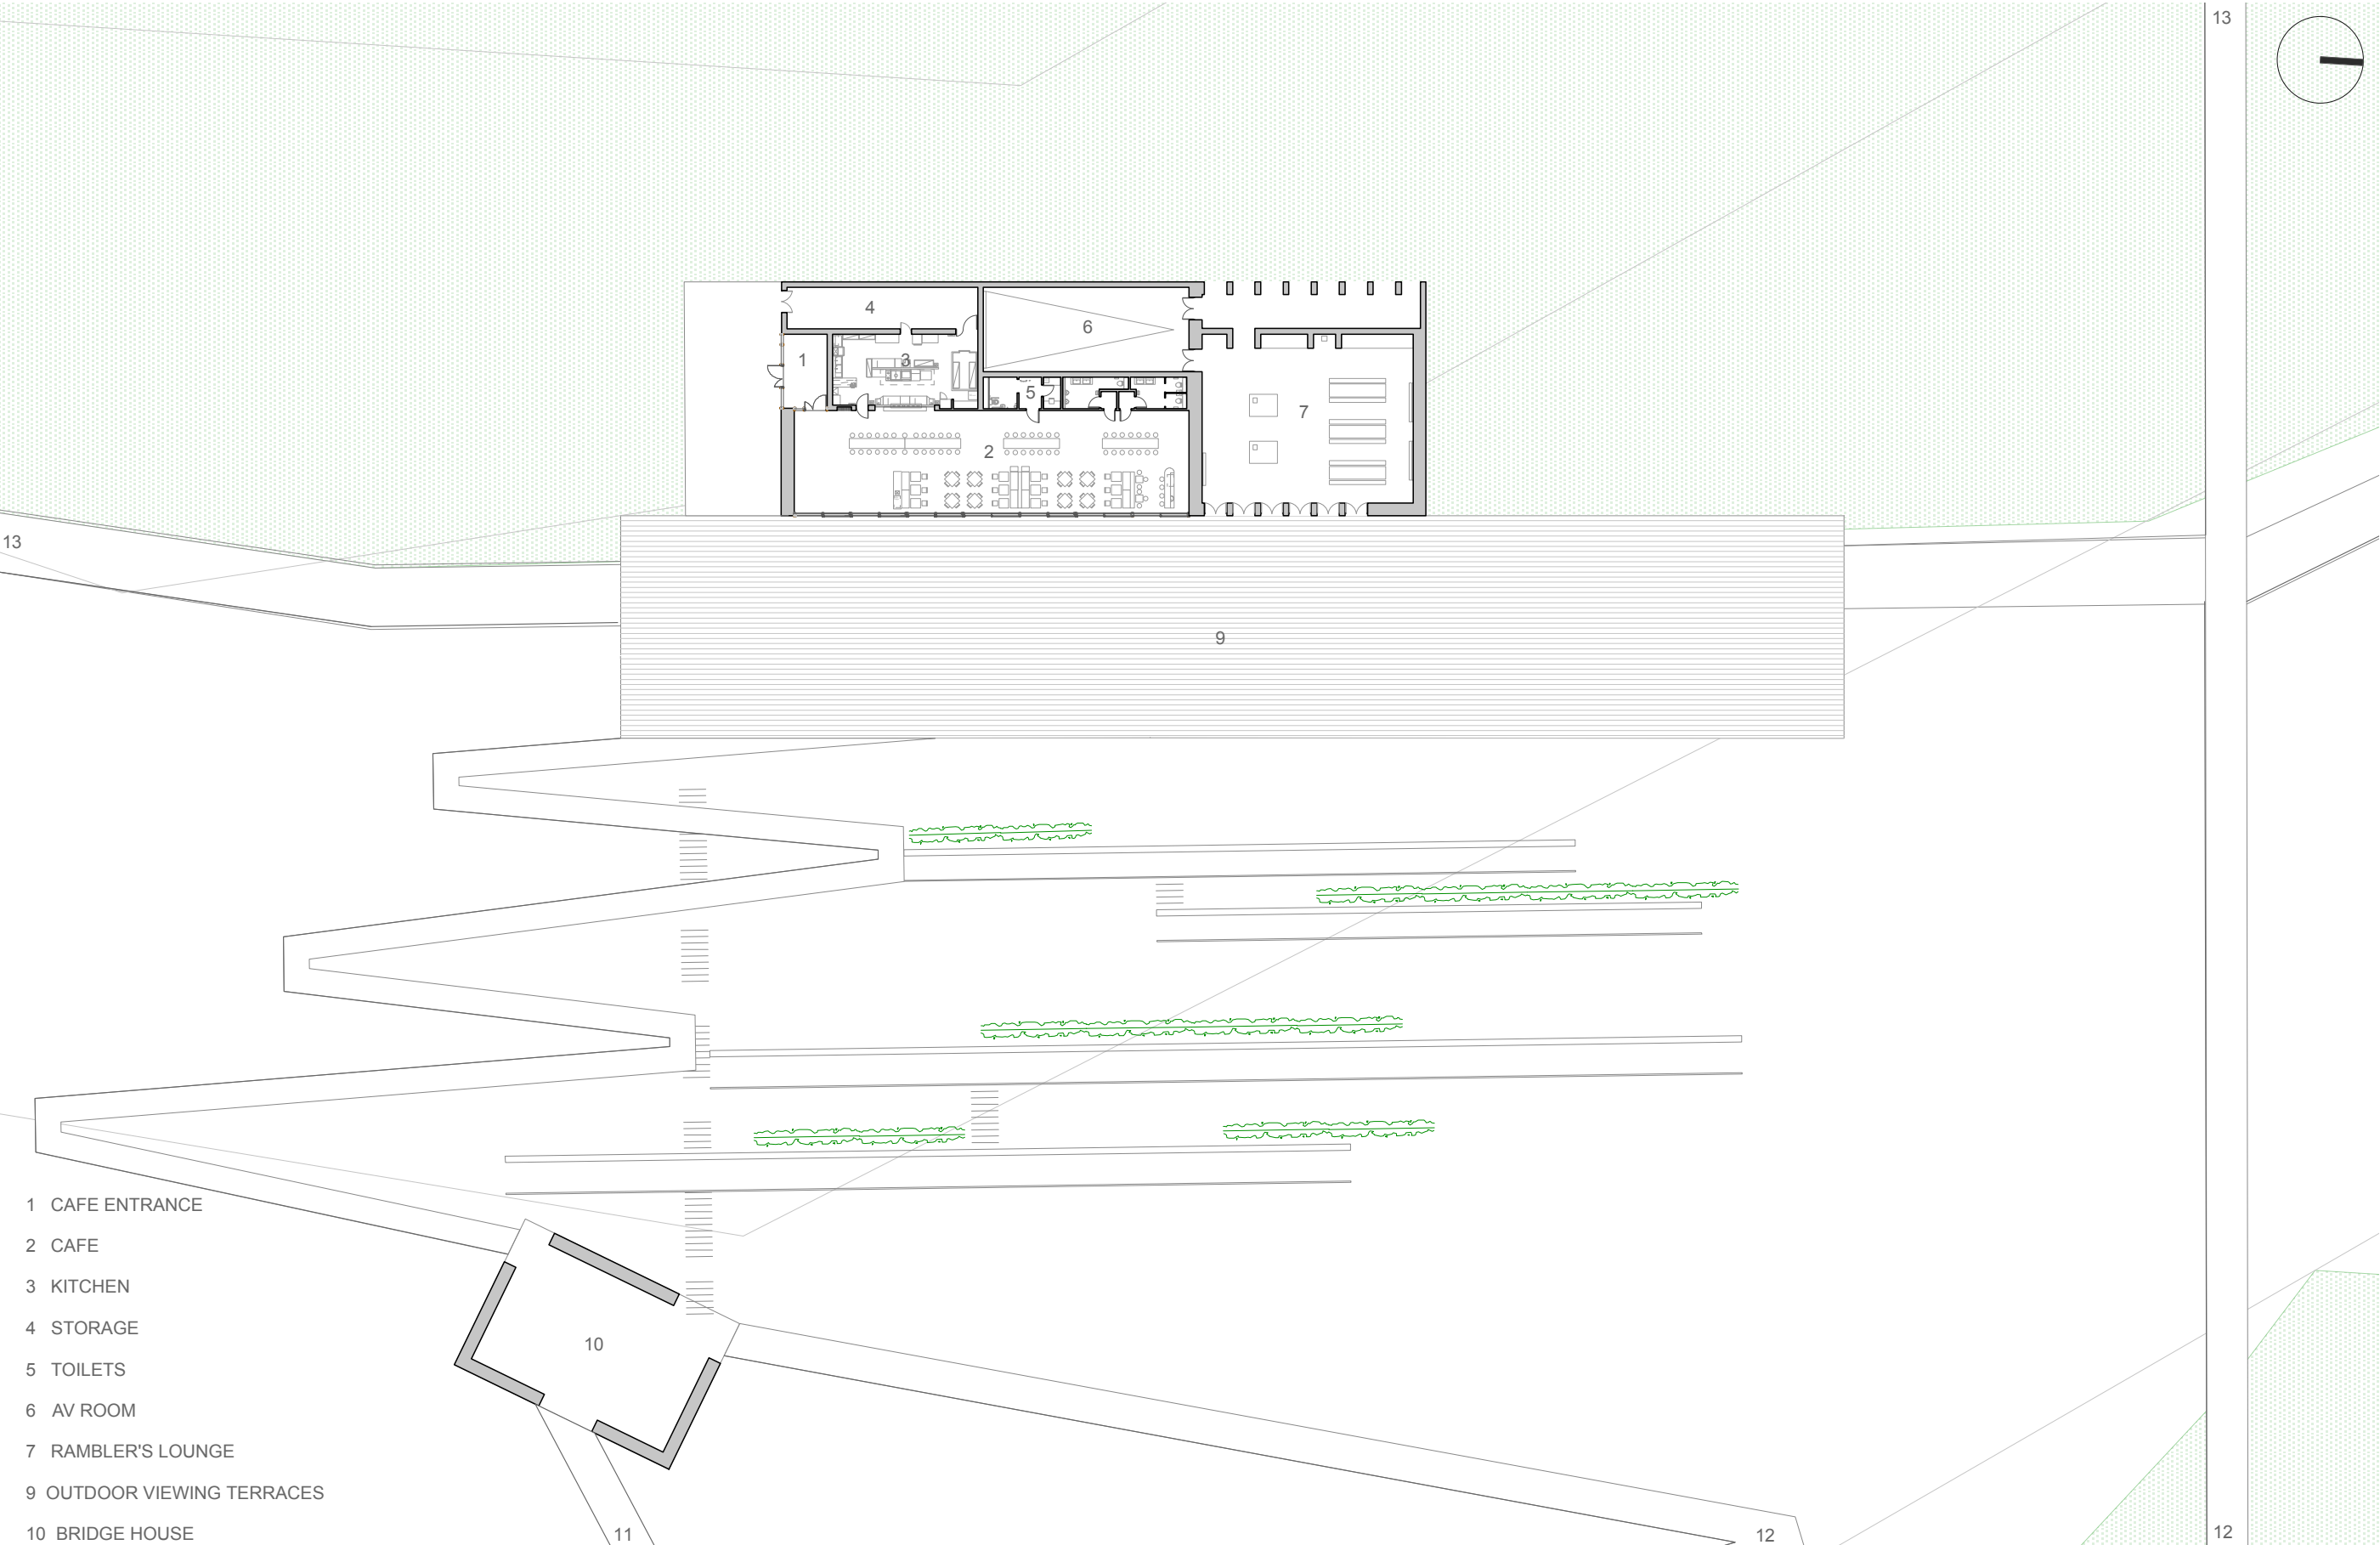 13
4
6
1
3
5
7
2
13
9
1 CAFE ENTRANCE
2 CAFE
3 KITCHEN
4 STORAGE
5 TOILETS
6 AV ROOM
7 RAMBLER'S LOUNGE
9 OUTDOOR VIEWING TERRACES
10 BRIDGE HOUSE
10
11
12
12